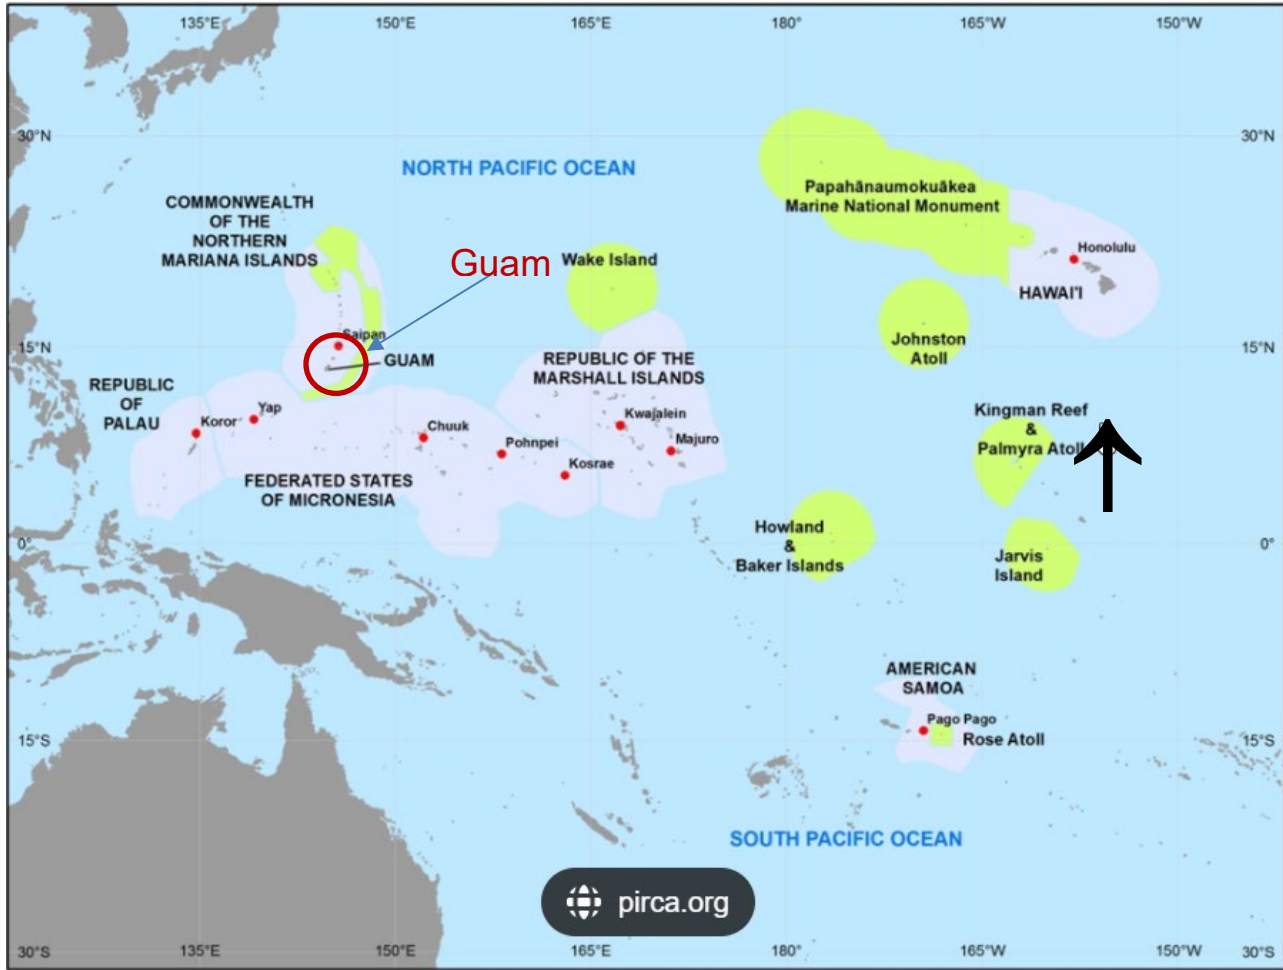 135°E 150°E 165°E 180° 165°W 150°W
30°N 30°N
NORTH PACIFIC OCEAN
Papahānaumokuākea
Marine National Monument
COMMONWEALTH
OF THE
NORTHERN
MARIANA ISLANDS
Guam
Wake Island
Honolulu
HAWAI'I
Saipan
15°N 15°N
GUAM
Johnston
Atoll
REPUBLIC OF THE
MARSHALL ISLANDS
REPUBLIC
OF
PALAU
Koror
Yap
Chuuk
Pohnpei
Kosrae
Kwajalein
Majuro
Kingman Reef
&
Palmyra Atoll
FEDERATED STATES
OF MICRONESIA
Howland
&
Baker Islands
0° 0°
Jarvis
Island
AMERICAN
SAMOA
Pago Pago
Rose Atoll
15°S 15°S
SOUTH PACIFIC OCEAN
pirca.org
30°S 135°E 150°E 165°E 180° 165°W 150°W 30°S